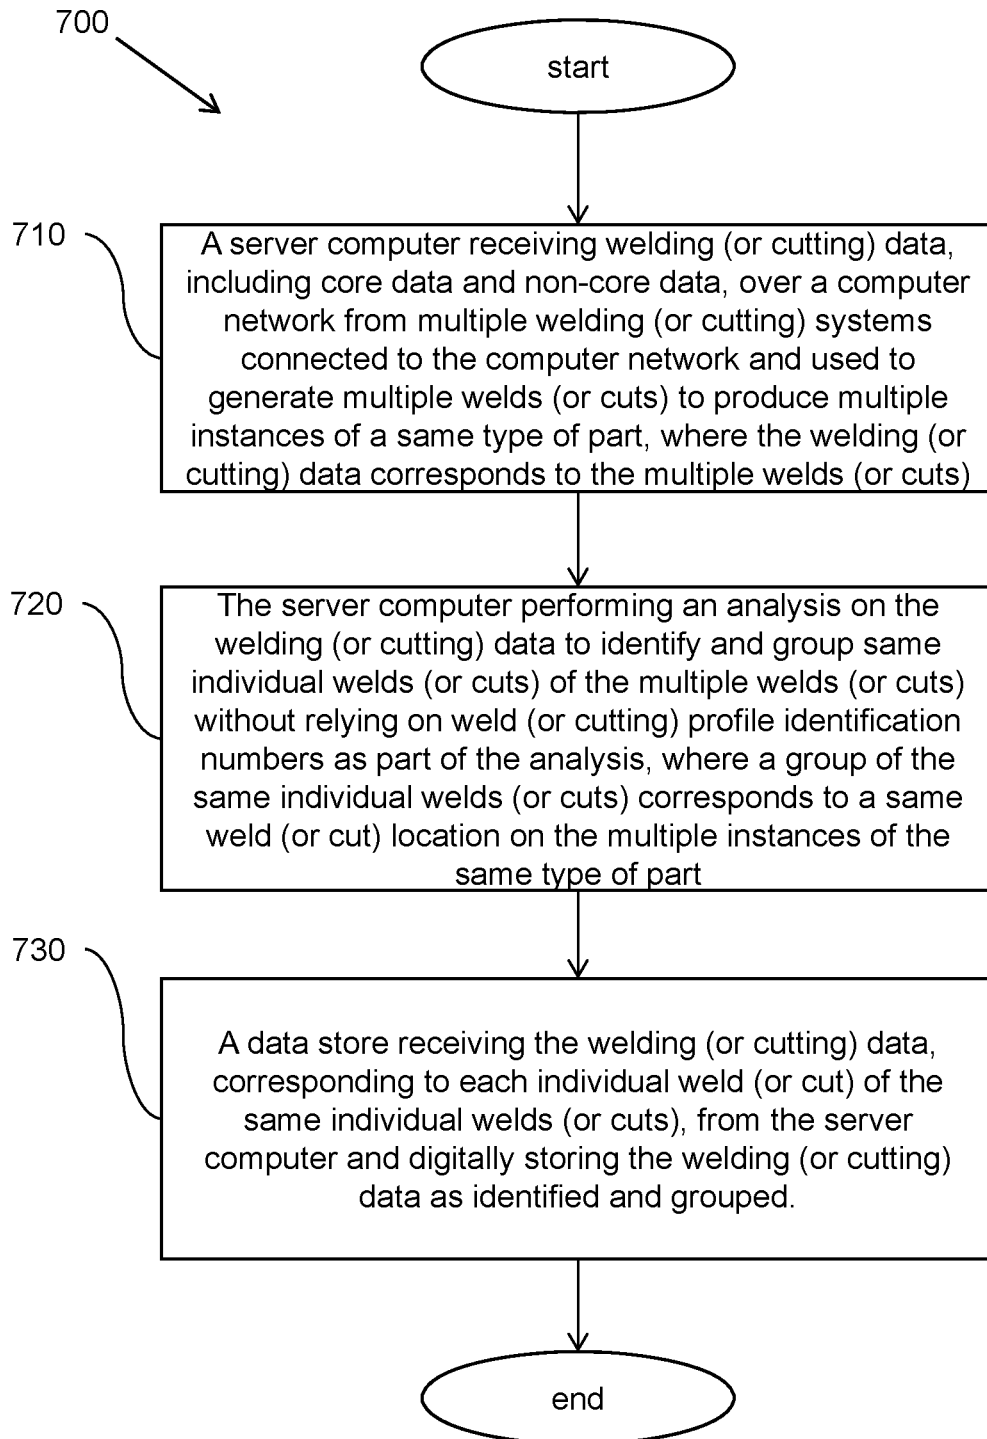 700
start
710
A server computer receiving welding (or cutting) data,
including core data and non-core data, over a computer
network from multiple welding (or cutting) systems
connected to the computer network and used to
generate multiple welds (or cuts) to produce multiple
instances of a same type of part, where the welding (or
cutting) data corresponds to the multiple welds (or cuts)
720
The server computer performing an analysis on the
welding (or cutting) data to identify and group same
individual welds (or cuts) of the multiple welds (or cuts)
without relying on weld (or cutting) profile identification
numbers as part of the analysis, where a group of the
same individual welds (or cuts) corresponds to a same
weld (or cut) location on the multiple instances of the
same type of part
730
A data store receiving the welding (or cutting) data,
corresponding to each individual weld (or cut) of the
same individual welds (or cuts), from the server
computer and digitally storing the welding (or cutting)
data as identified and grouped.
end